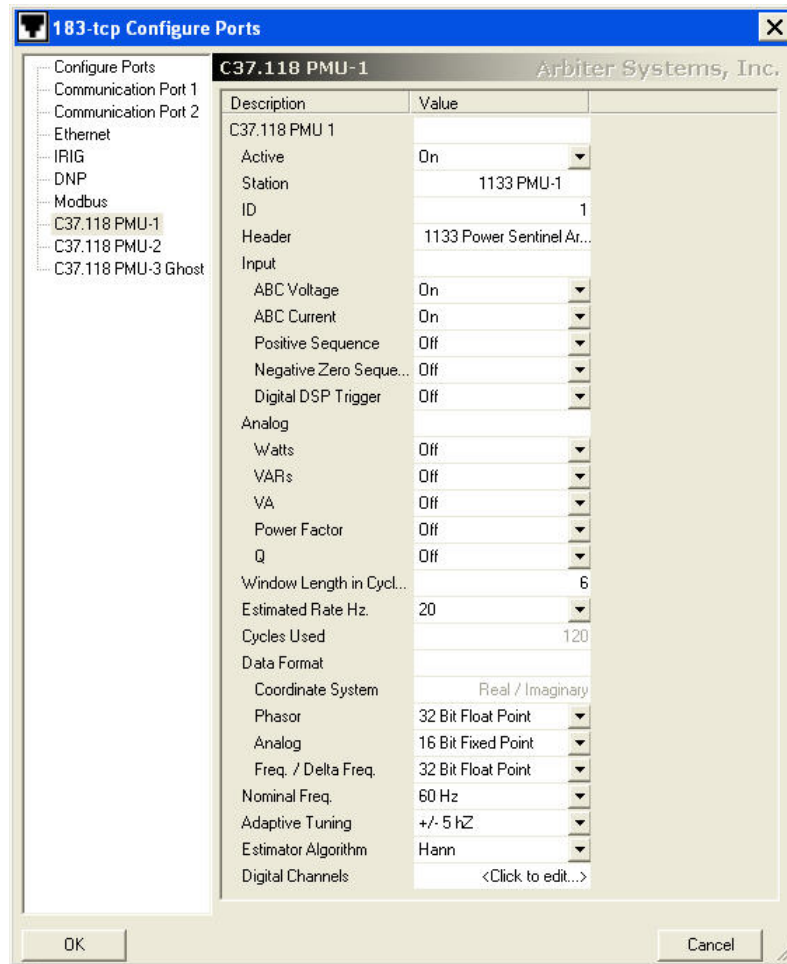 183-tcp Configure Ports
Configure Ports
Communication Port 1
Communication Port 2
Ethernet
IRIG
DNP
Modbus
C37.118 PMU-1
C37.118 PMU-2
C37.118 PMU-3 Ghost
C37.118 PMU-1 Arbiter Systems, Inc.
Description Value
C37.118 PMU 1
Active On
Station 1133 PMU-1
ID 1
Header 1133 Power Sentinel Ar...
Input
ABC Voltage On
ABC Current On
Positive Sequence Off
Negative Zero Seque... Off
Digital DSP Trigger Off
Analog
Watts Off
VARs Off
VA Off
Power Factor Off
Q Off
Window Length in Cycl... 6
Estimated Rate Hz. 20
Cycles Used 120
Data Format
Coordinate System Real / Imaginary
Phasor 32 Bit Float Point
Analog 16 Bit Fixed Point
Freq. / Delta Freq. 32 Bit Float Point
Nominal Freq. 60 Hz
Adaptive Tuning +/- 5 hZ
Estimator Algorithm Hann
Digital Channels <Click to edit...>
OK Cancel